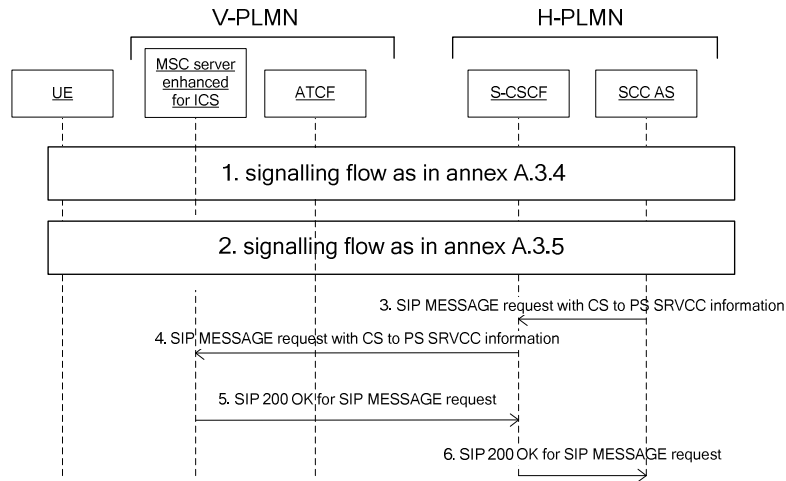 V-PLMN
H-PLMN
UE
MSC server
enhanced
for ICS
ATCF
S-CSCF
SCC AS
1. signalling flow as in annex A.3.4
2. signalling flow as in annex A.3.5
3. SIP MESSAGE request with CS to PS SRVCC information
4. SIP MESSAGE request with CS to PS SRVCC information
5. SIP 200 OK for SIP MESSAGE request
6. SIP 200 OK for SIP MESSAGE request